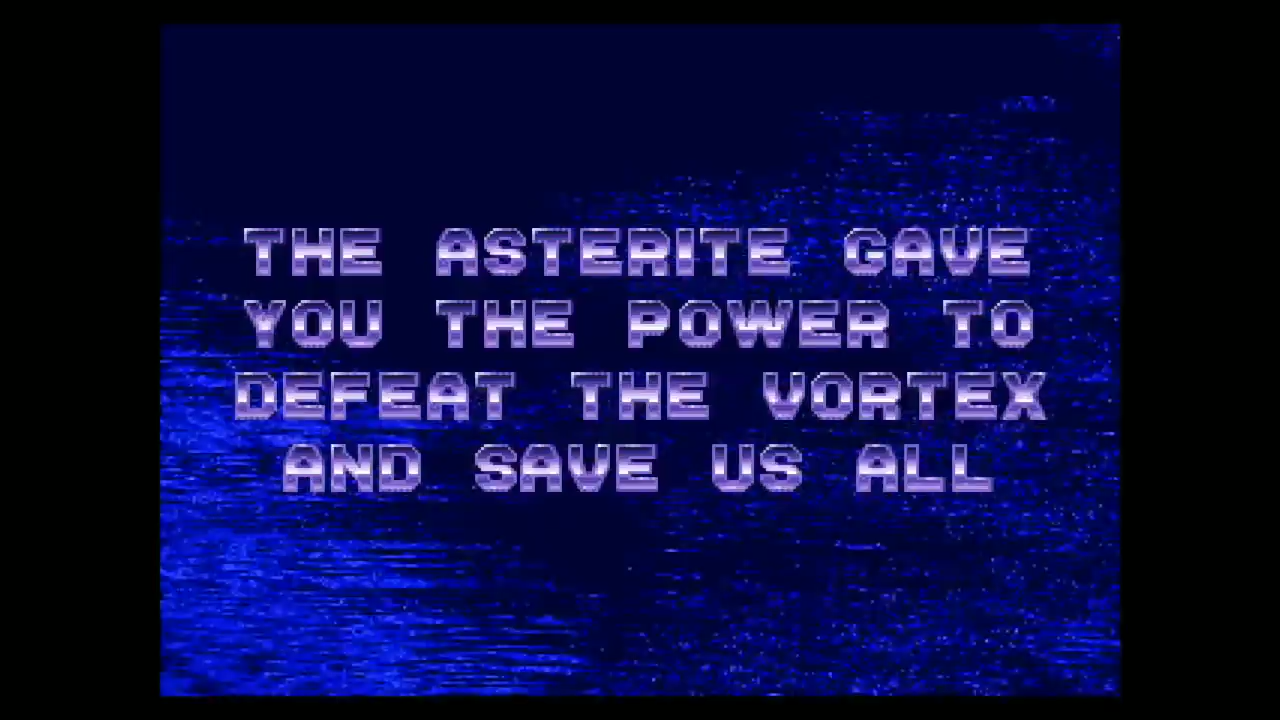 THE ASTERITE GAVE
YOU THE POWER TO
DEFEAT THE VORTEX
AND SAVE US ALL